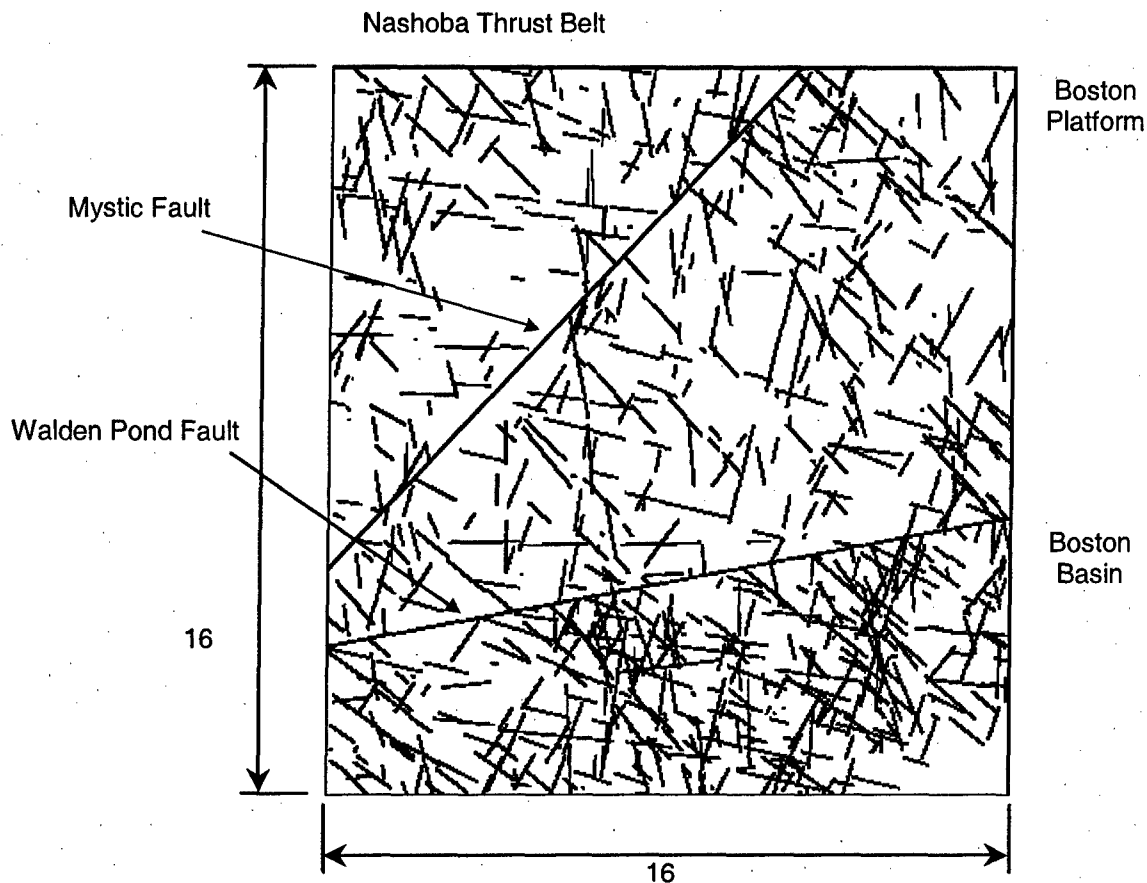 Nashoba Thrust Belt
Boston
Platform
Mystic Fault
Walden Pond Fault
Boston
Basin
16
16